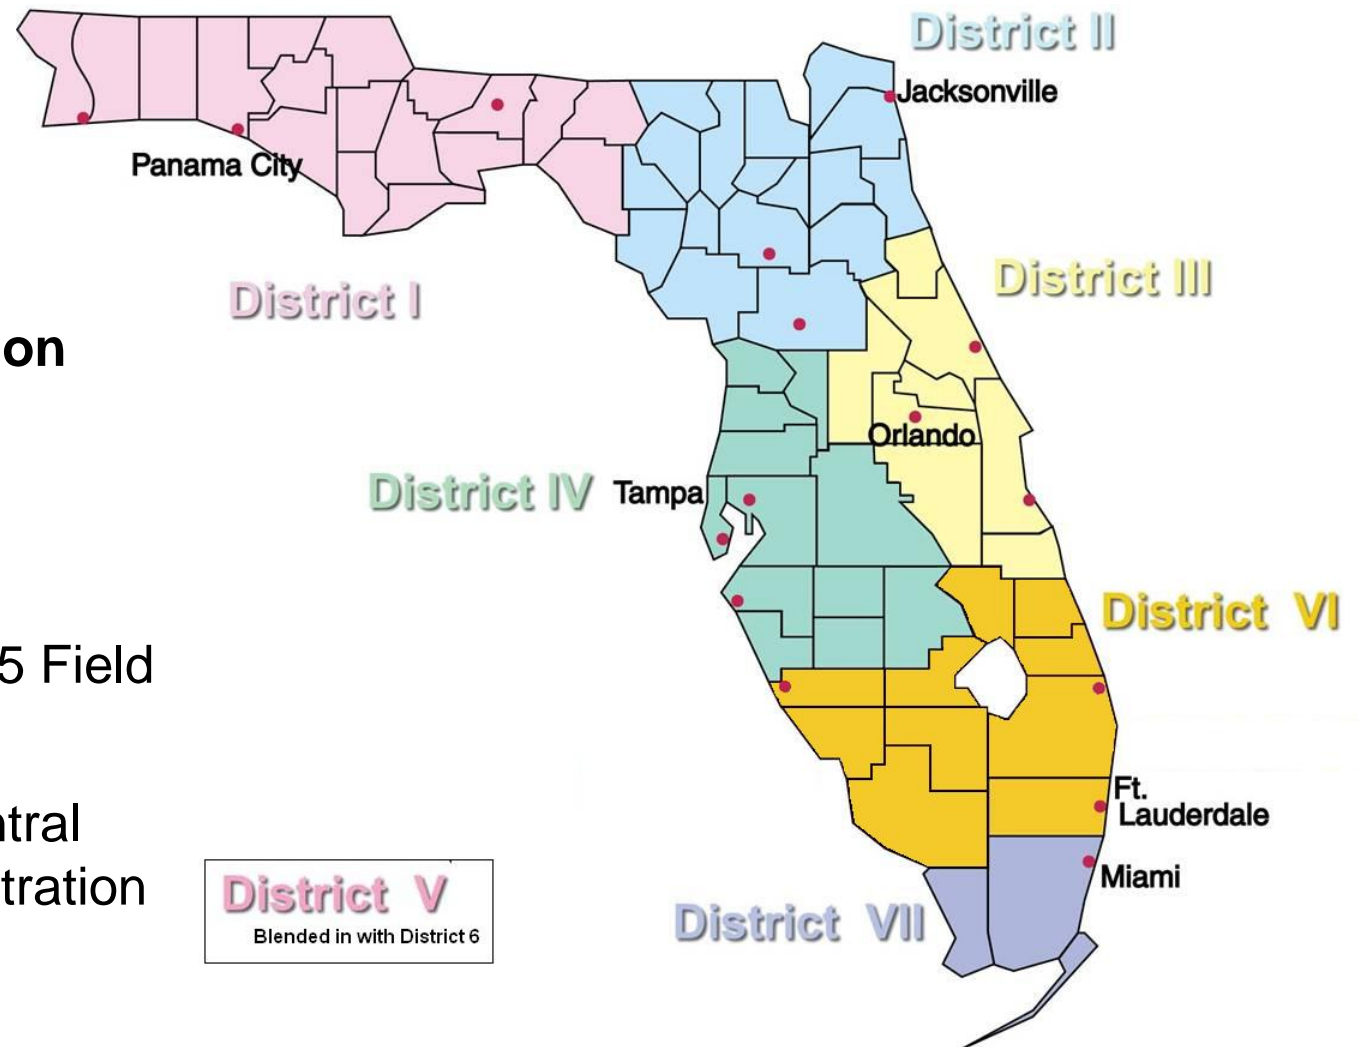 District II
Jacksonville
Panama City
District III
District I
on
Orlando
District IV
Tampa
District VI
5 Field
Ft.
Lauderdale
ntral
tration
District V
Blended in with District 6
Miami
District VII